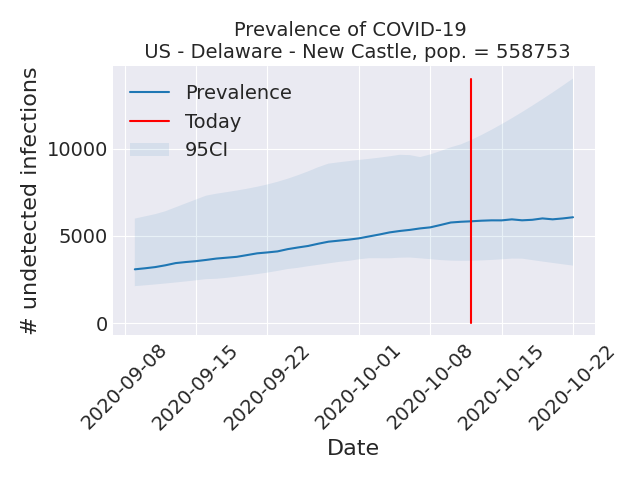 Prevalence of COVID-19
US - Delaware - New Castle, pop. = 558753
Prevalence
Today
95CI
# undetected infections
10000
5000
0
2020-09-08
2020-09-15
2020-09-22
2020-10-01
2020-10-08
2020-10-15
2020-10-22
Date